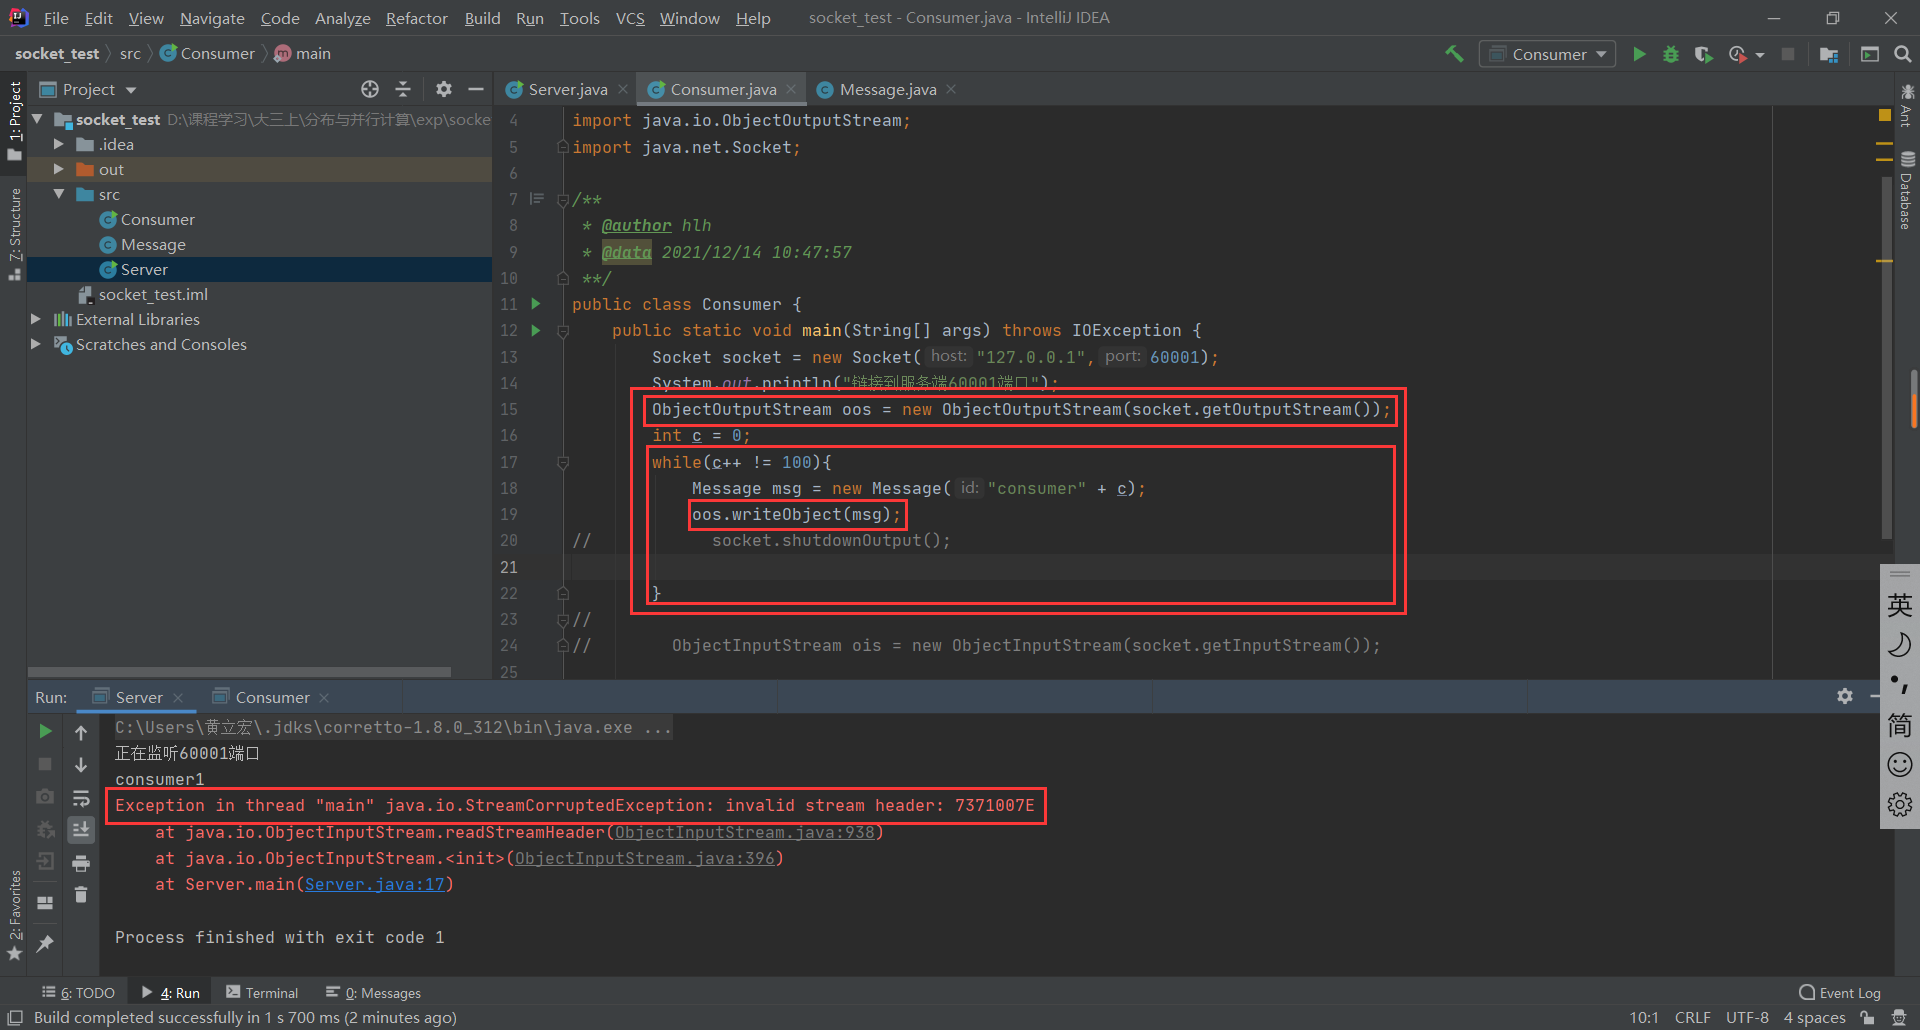 File Edit View Navigate Code Analyze Refactor Build Run Tools VCS Window Help socket_test - Consumer.java - IntelliJ IDEA
socket_test src Consumer main Consumer
Project Server.java Consumer.java Message.java
1: Project
7: Structure
2: Favorites
Ant
Database
socket_test D:\课程学习\大三上\分布与并行计算\exp\socke
.idea
out
src
Consumer
Message
Server
socket_test.iml
External Libraries
Scratches and Consoles
4 import java.io.ObjectOutputStream;
5 import java.net.Socket;
6
7 /**
8 * @author hlh
9 * @data 2021/12/14 10:47:57
10 **/
11 public class Consumer {
12 public static void main(String[] args) throws IOException {
13 Socket socket = new Socket( host: "127.0.0.1", port: 60001);
14 System.out.println("链接到服务端60001端口");
15 ObjectOutputStream oos = new ObjectOutputStream(socket.getOutputStream());
16 int c = 0;
17 while(c++ != 100){
18 Message msg = new Message( id: "consumer" + c);
19 oos.writeObject(msg);
20 // socket.shutdownOutput();
21
22 }
23 //
24 // ObjectInputStream ois = new ObjectInputStream(socket.getInputStream());
25
英
简
Run: Server Consumer
C:\Users\黄立宏\.jdks\corretto-1.8.0_312\bin\java.exe ...
正在监听60001端口
consumer1
Exception in thread "main" java.io.StreamCorruptedException: invalid stream header: 7371007E
at java.io.ObjectInputStream.readStreamHeader(ObjectInputStream.java:938)
at java.io.ObjectInputStream.<init>(ObjectInputStream.java:396)
at Server.main(Server.java:17)
Process finished with exit code 1
6: TODO 4: Run Terminal 0: Messages Event Log
Build completed successfully in 1 s 700 ms (2 minutes ago) 10:1 CRLF UTF-8 4 spaces